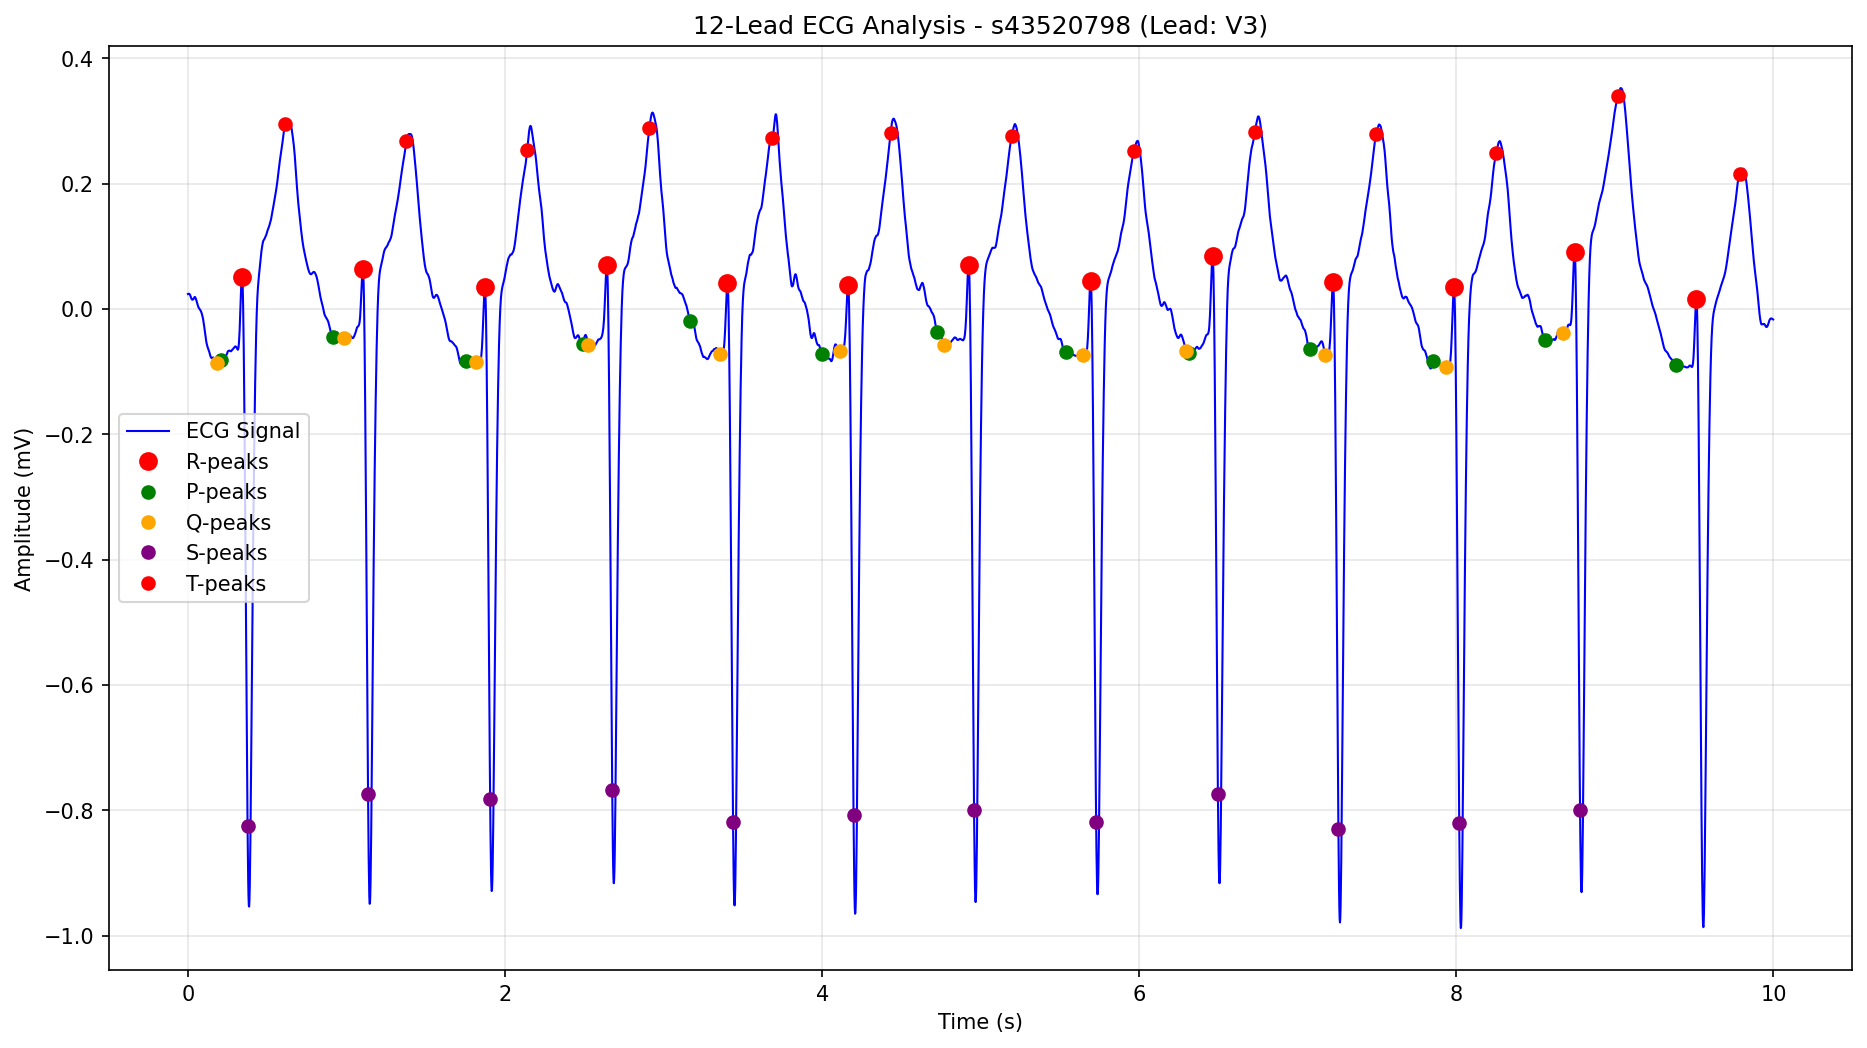 12-Lead ECG Analysis - s43520798 (Lead: V3)
Amplitude (mV)
0.4
0.2
0.0
−0.2
−0.4
−0.6
−0.8
−1.0
ECG Signal
R-peaks
P-peaks
Q-peaks
S-peaks
T-peaks
0 2 4 6 8 10
Time (s)